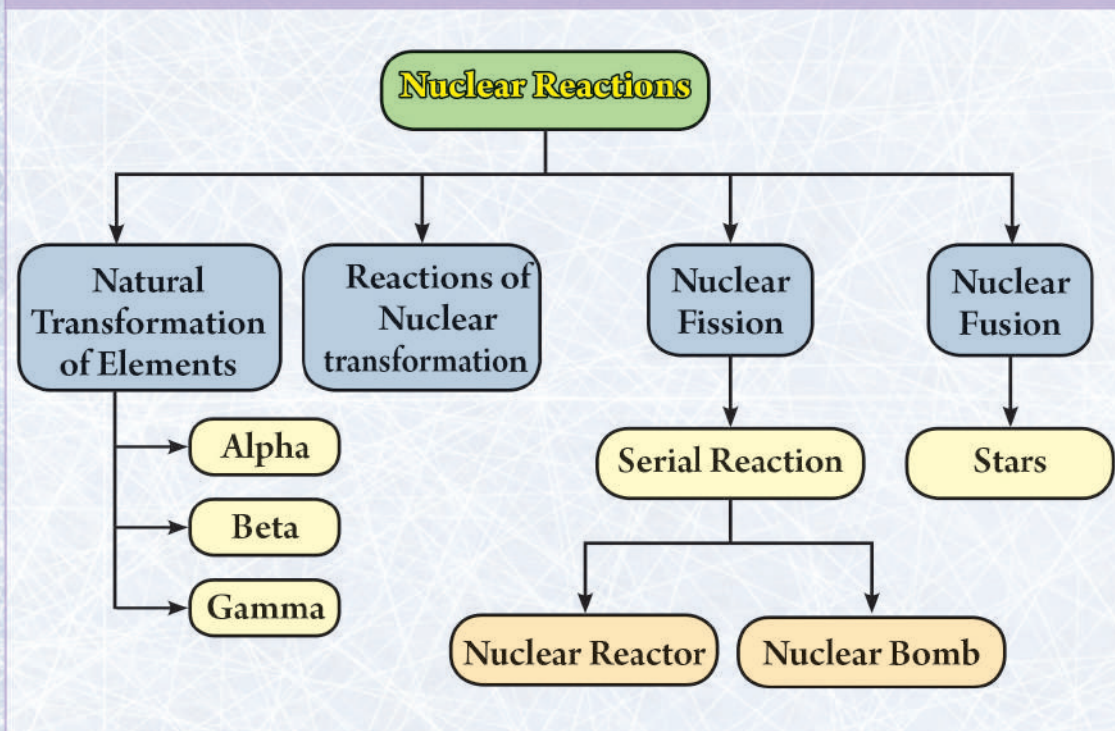 Nuclear Reactions
Natural
Transformation
of Elements
Reactions of
Nuclear
transformation
Nuclear
Fission
Nuclear
Fusion
Alpha
Beta
Gamma
Serial Reaction
Stars
Nuclear Reactor
Nuclear Bomb